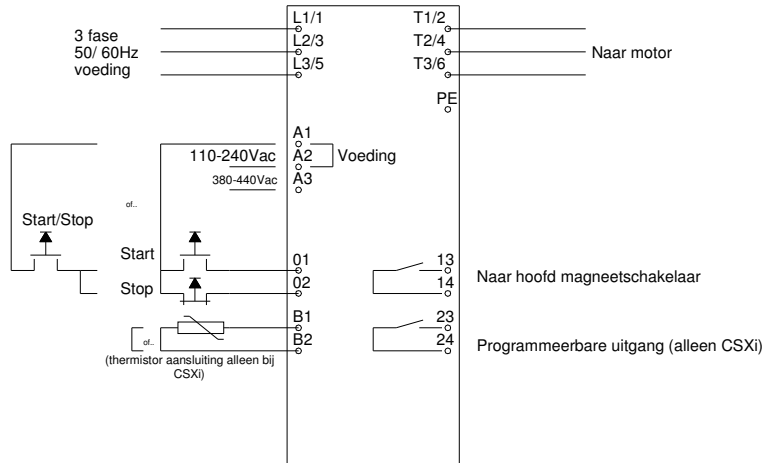 L1/1
T1/2
3 fase
50/ 60Hz
voeding
L2/3
T2/4
Naar motor
L3/5
T3/6
PE
A1
110-240Vac
A2
Voeding
380-440Vac
A3
of..
Start/Stop
Start
01
13
Naar hoofd magneetschakelaar
Stop
02
14
B1
23
of..
B2
24
Programmeerbare uitgang (alleen CSXi)
(thermistor aansluiting alleen bij
CSXi)